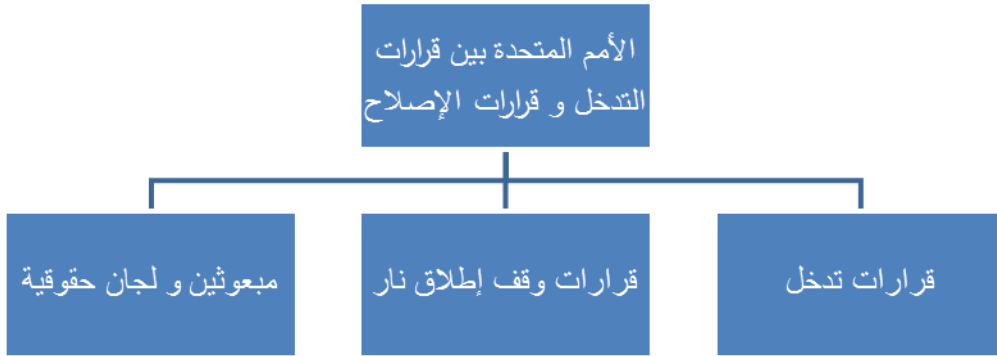 الأمم المتحدة بين قرارات
التدخل و قرارات الإصلاح
قرارات تدخل
قرارات وقف إطلاق نار
مبعوثين و لجان حقوقية